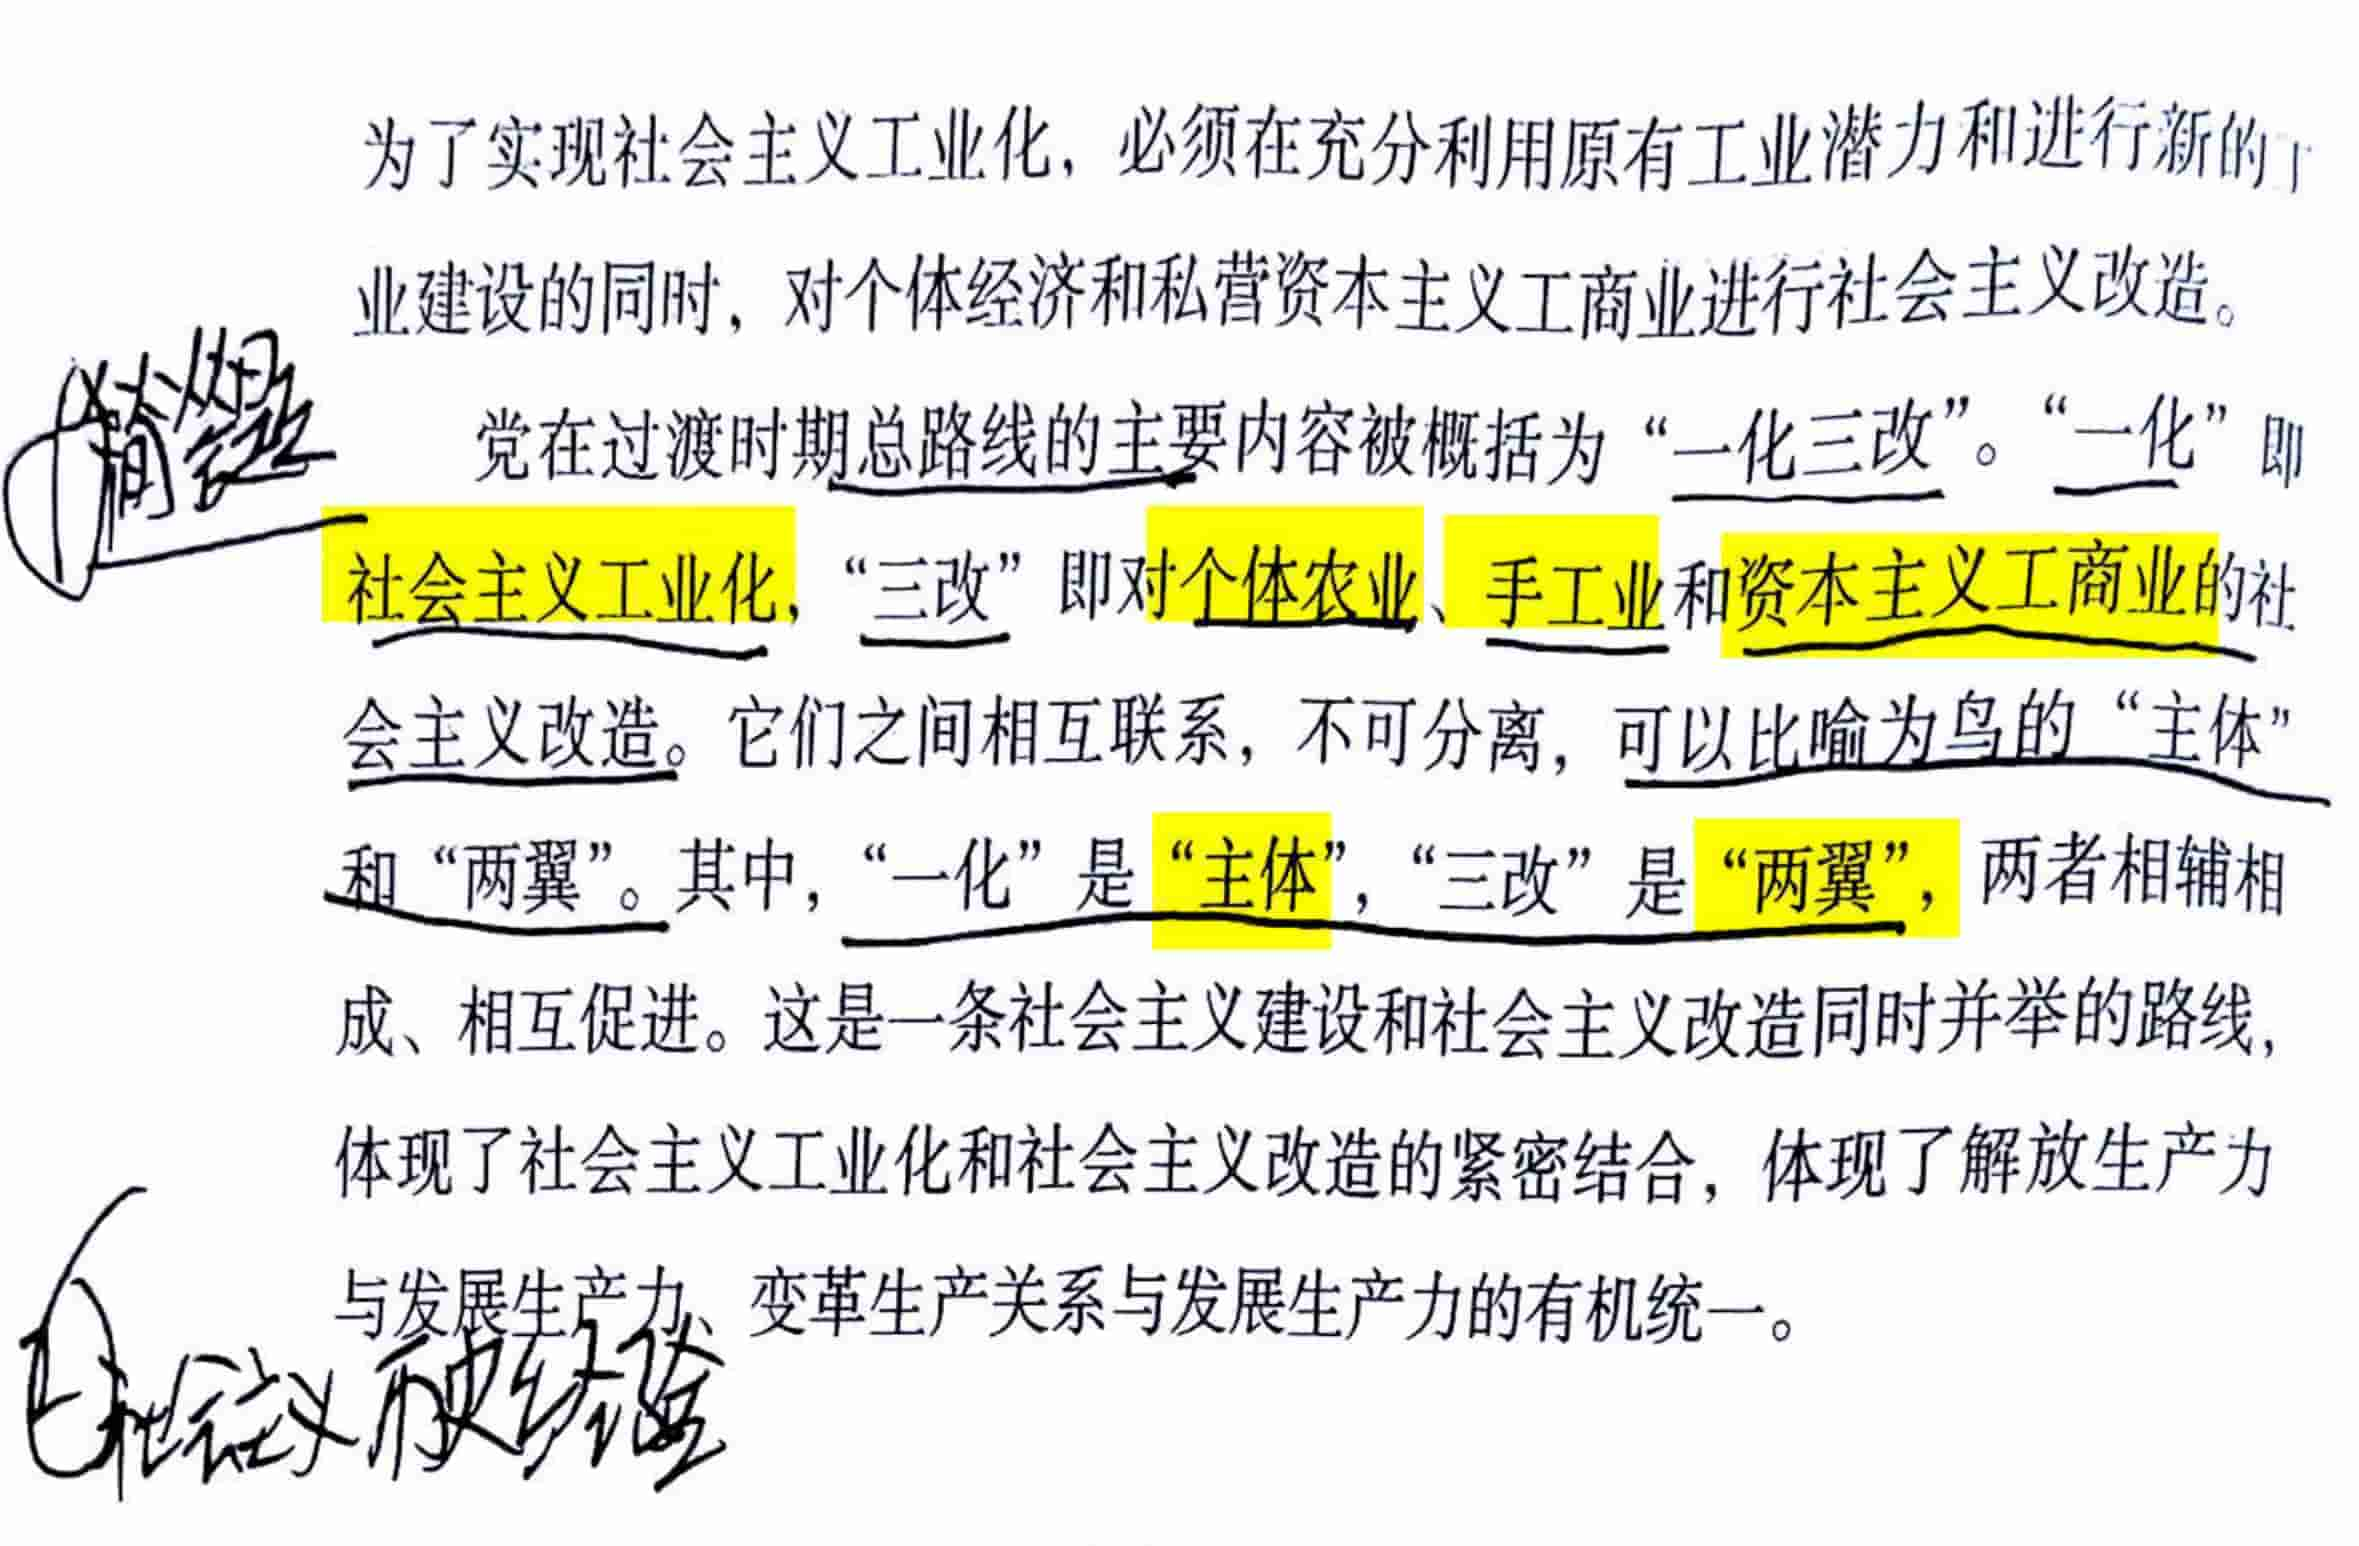 为了实现社会主义工业化，必须在充分利用原有工业潜力和进行新的工
业建设的同时，对个体经济和私营资本主义工商业进行社会主义改造。
党在过渡时期总路线的主要内容被概括为“一化三改”。“一化”即
社会主义工业化，“三改”即对个体农业、手工业和资本主义工商业的社
会主义改造。它们之间相互联系，不可分离，可以比喻为鸟的“主体”
和“两翼”。其中，“一化”是“主体”，“三改”是“两翼”，两者相辅相
成、相互促进。这是一条社会主义建设和社会主义改造同时并举的路线，
体现了社会主义工业化和社会主义改造的紧密结合，体现了解放生产力
与发展生产力、变革生产关系与发展生产力的有机统一。
社会主义 历史经验